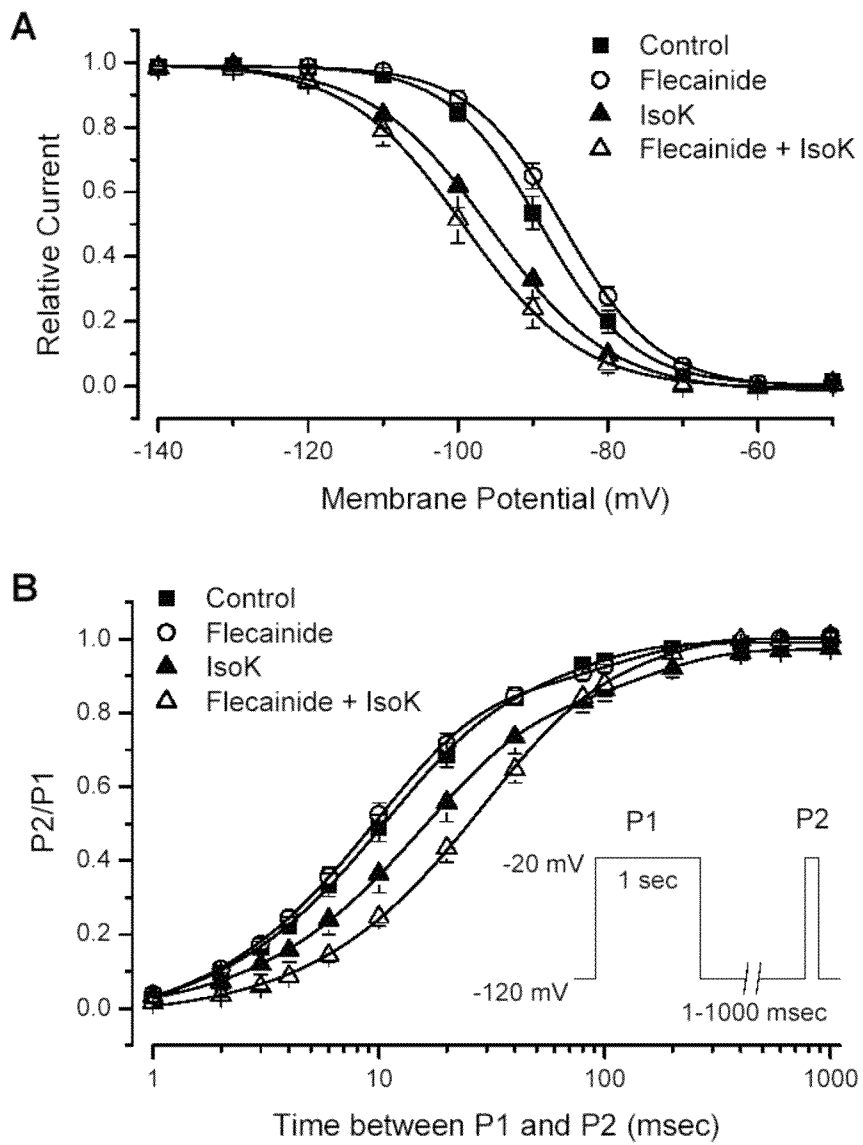 A
Control
Flecainide
IsoK
Flecainide + IsoK
1.0
0.8
0.6
0.4
0.2
0.0
Relative Current
-140 -120 -100 -80 -60
Membrane Potential (mV)
B
Control
Flecainide
IsoK
Flecainide + IsoK
1.0
0.8
0.6
0.4
0.2
0.0
P2/P1
P1 P2
-20 mV
1 sec
-120 mV
1-1000 msec
1 10 100 1000
Time between P1 and P2 (msec)